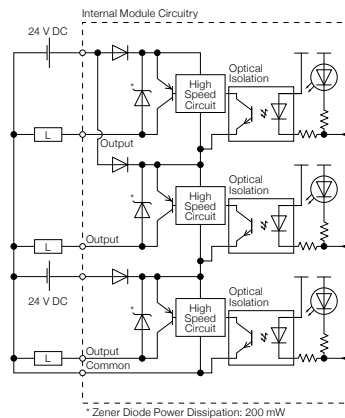 Internal Module Circuitry
24 V DC
*
High
Speed
Circuit
Optical
Isolation
L
Output
*
High
Speed
Circuit
Optical
Isolation
L
Output
24 V DC
*
High
Speed
Circuit
Optical
Isolation
L
Output
Common
* Zener Diode Power Dissipation: 200 mW